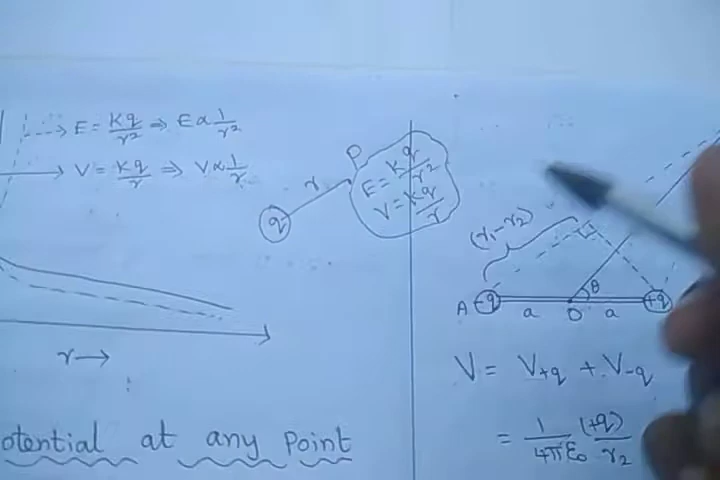 E = Kq/r² ⇒ E ∝ 1/r²
V = Kq/r ⇒ V ∝ 1/r
P
r
q
E = Kq/r²
V = Kq/r
r →
otential at any point
(r₁-r₂)
θ
A -q O +q
a a
V = V+q + V-q
= 1/4πε₀ (+q)/r₂